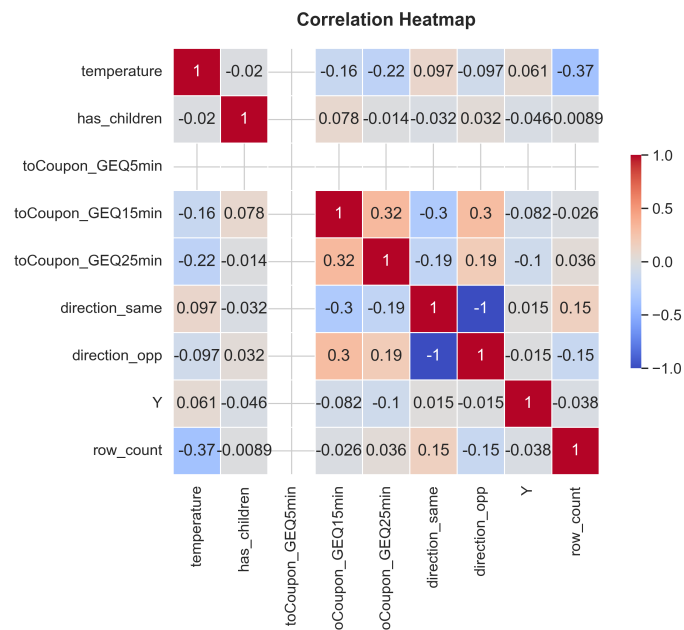 Correlation Heatmap
temperature 1 -0.02 -0.16 -0.22 0.097 -0.097 0.061 -0.37
has_children -0.02 1 0.078 -0.014 -0.032 0.032 -0.046 -0.0089
toCoupon_GEQ5min
toCoupon_GEQ15min -0.16 0.078 1 0.32 -0.3 0.3 -0.082 -0.026
toCoupon_GEQ25min -0.22 -0.014 0.32 1 -0.19 0.19 -0.1 0.036
direction_same 0.097 -0.032 -0.3 -0.19 1 -1 0.015 0.15
direction_opp -0.097 0.032 0.3 0.19 -1 1 -0.015 -0.15
Y 0.061 -0.046 -0.082 -0.1 0.015 -0.015 1 -0.038
row_count -0.37 -0.0089 -0.026 0.036 0.15 -0.15 -0.038 1
temperature
has_children
toCoupon_GEQ5min
oCoupon_GEQ15min
oCoupon_GEQ25min
direction_same
direction_opp
Y
row_count
1.0
0.5
0.0
−0.5
−1.0